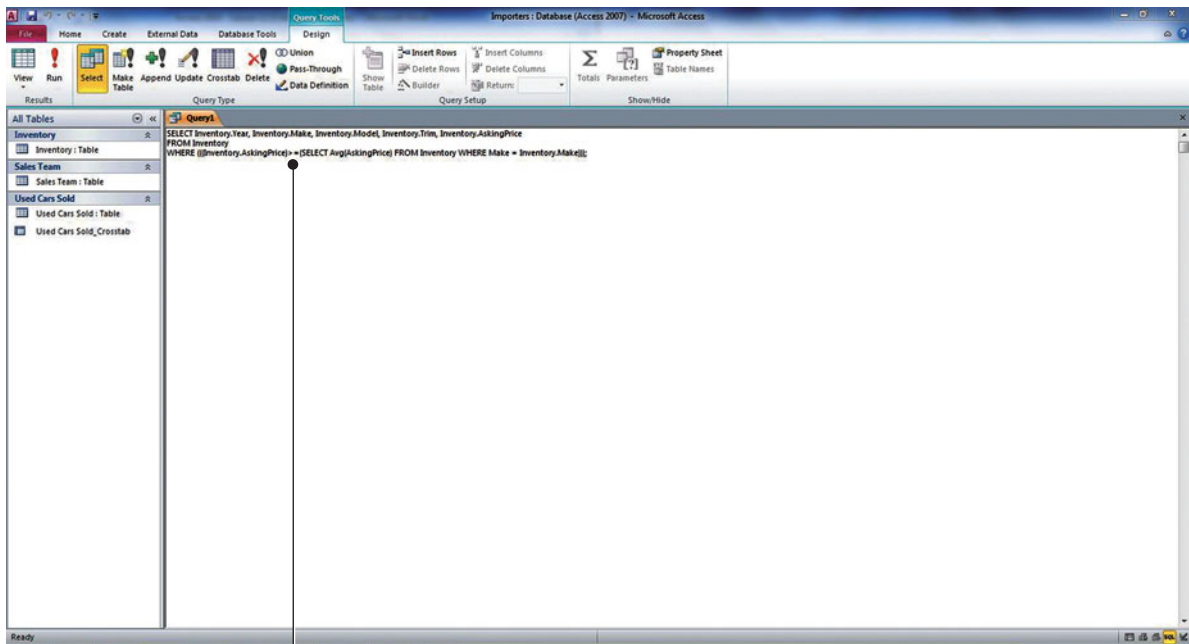 Query Tools
Importers : Database (Access 2007) - Microsoft Access
File Home Create External Data Database Tools Design
View
Run
Select
Make Table
Append Update Crosstab Delete
Union
Pass-Through
Data Definition
Show Table
Insert Rows
Delete Rows
Builder
Insert Columns
Delete Columns
Return:
Totals Parameters
Property Sheet
Table Names
Results
Query Type
Query Setup
Show/Hide
All Tables
Query1
Inventory
Inventory : Table
Sales Team
Sales Team : Table
Used Cars Sold
Used Cars Sold : Table
Used Cars Sold_Crosstab
SELECT Inventory.Year, Inventory.Make, Inventory.Model, Inventory.Trim, Inventory.AskingPrice
FROM Inventory
WHERE (((Inventory.AskingPrice)>=(SELECT Avg(AskingPrice) FROM Inventory WHERE Make = Inventory.Make)));
Ready
SQL